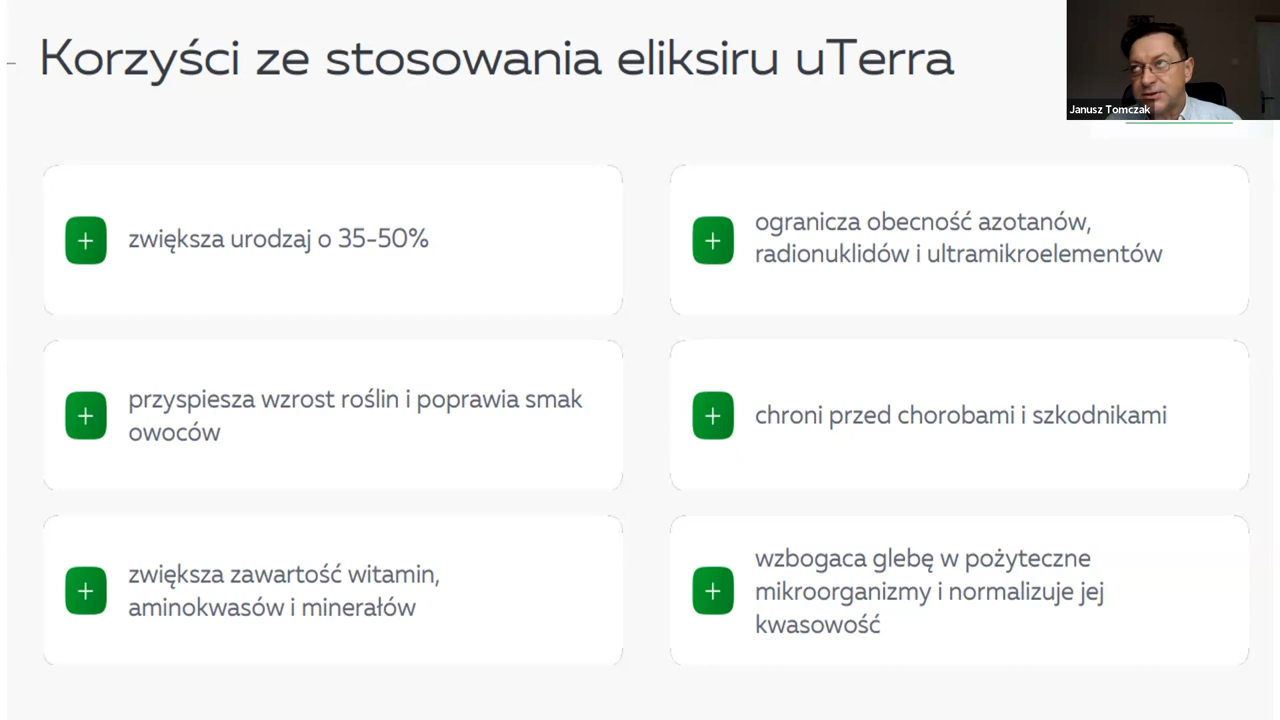 Korzyści ze stosowania eliksiru uTerra
Janusz Tomczak
zwiększa urodzaj o 35-50%
ogranicza obecność azotanów,
radionuklidów i ultramikroelementów
przyspiesza wzrost roślin i poprawia smak
owoców
chroni przed chorobami i szkodnikami
zwiększa zawartość witamin,
aminokwasów i minerałów
wzbogaca glebę w pożyteczne
mikroorganizmy i normalizuje jej
kwasowość